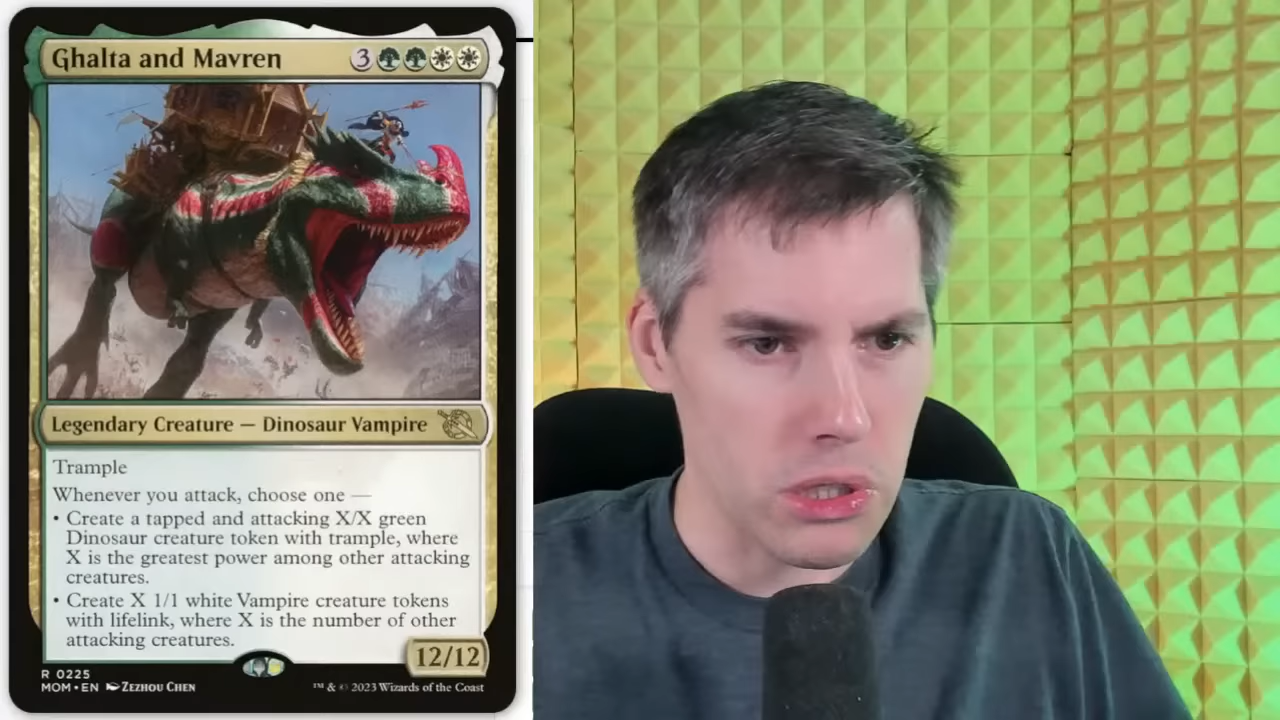 Ghalta and Mavren 3
Legendary Creature — Dinosaur Vampire
Trample
Whenever you attack, choose one —
• Create a tapped and attacking X/X green
Dinosaur creature token with trample, where
X is the greatest power among other attacking
creatures.
• Create X 1/1 white Vampire creature tokens
with lifelink, where X is the number of other
attacking creatures.
12/12
R 0225
MOM • EN Zezhou Chen
™ & © 2023 Wizards of the Coast